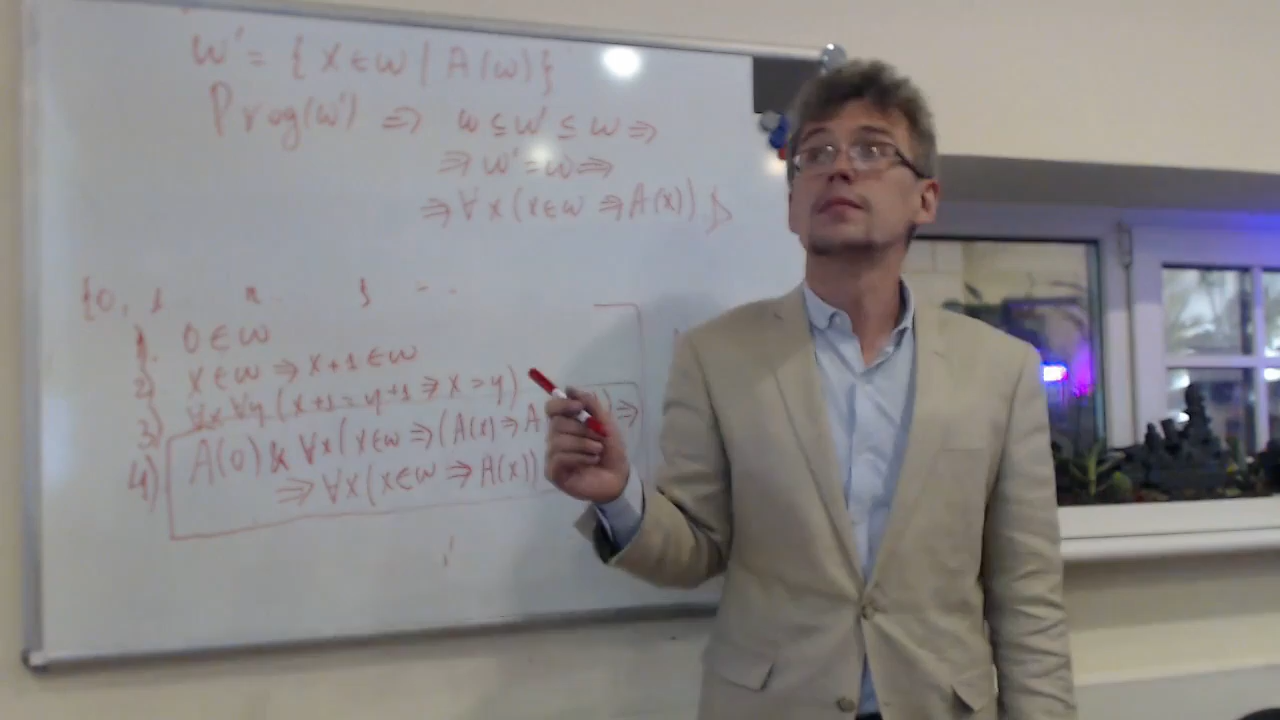 w' = { x ∈ w | A(w) }
Prog(w') ⇒ w ⊆ w' ⊆ w ⇒
⇒ w' = w ⇒
⇒ ∀x (x ∈ w ⇒ A(x)) ▷
{0, 1
1. 0 ∈ w
2) x ∈ w ⇒ x+1 ∈ w
3) ∀x ∀y (x+1 = y+1 ⇒ x = y)
4) A(0) & ∀x (x ∈ w ⇒ (A(x) ⇒ A ) ⇒
⇒ ∀x (x ∈ w ⇒ A(x))